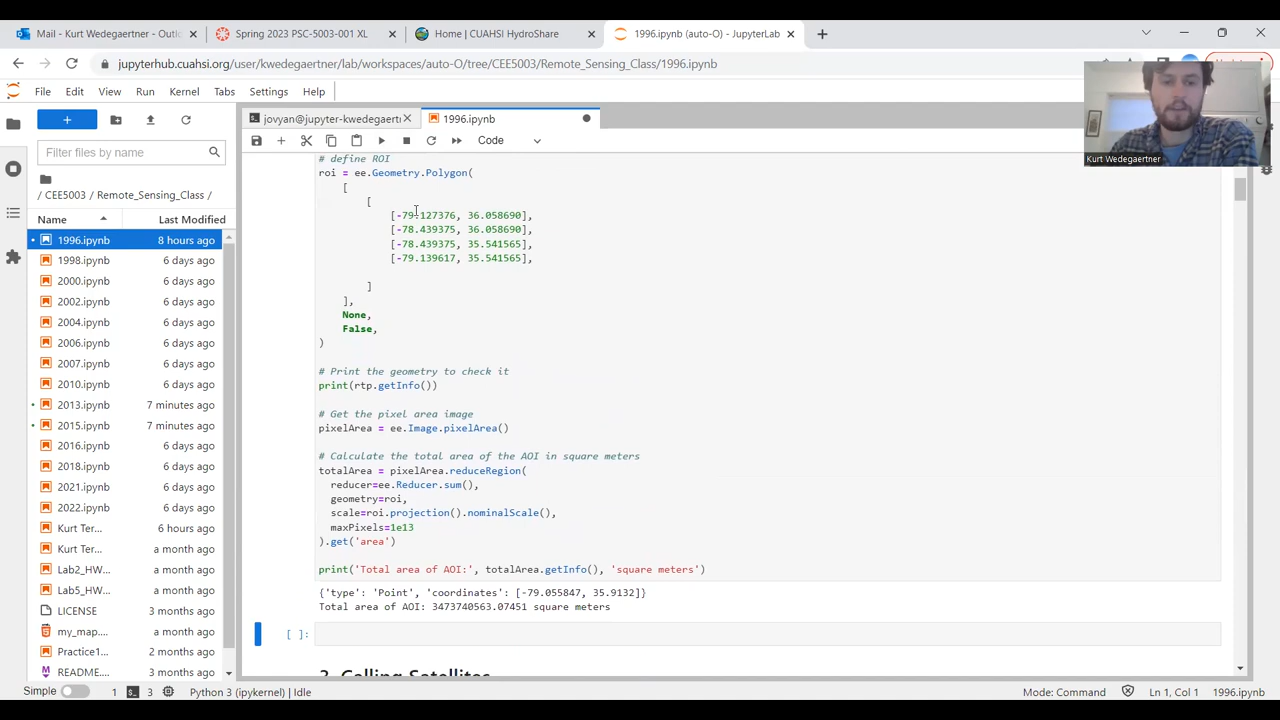 Mail - Kurt Wedegaertner - Outlo
Spring 2023 PSC-5003-001 XL
Home | CUAHSI HydroShare
1996.ipynb (auto-O) - JupyterLab
jupyterhub.cuahsi.org/user/kwedegaertner/lab/workspaces/auto-O/tree/CEE5003/Remote_Sensing_Class/1996.ipynb
File Edit View Run Kernel Tabs Settings Help
jovyan@jupyter-kwedegaertn
1996.ipynb
Code
Filter files by name
/ CEE5003 / Remote_Sensing_Class /
Name Last Modified
1996.ipynb 8 hours ago
1998.ipynb 6 days ago
2000.ipynb 6 days ago
2002.ipynb 6 days ago
2004.ipynb 6 days ago
2006.ipynb 6 days ago
2007.ipynb 6 days ago
2010.ipynb 6 days ago
2013.ipynb 7 minutes ago
2015.ipynb 7 minutes ago
2016.ipynb 6 days ago
2018.ipynb 6 days ago
2021.ipynb 6 days ago
2022.ipynb 6 days ago
Kurt Ter... 6 hours ago
Kurt Ter... a month ago
Lab2_HW... a month ago
Lab5_HW... a month ago
LICENSE 3 months ago
my_map.... a month ago
Practice1... 2 months ago
README.... 3 months ago
# define ROI
roi = ee.Geometry.Polygon(
[
[
[-79.127376, 36.058690],
[-78.439375, 36.058690],
[-78.439375, 35.541565],
[-79.139617, 35.541565],
]
],
None,
False,
)
# Print the geometry to check it
print(rtp.getInfo())
# Get the pixel area image
pixelArea = ee.Image.pixelArea()
# Calculate the total area of the AOI in square meters
totalArea = pixelArea.reduceRegion(
reducer=ee.Reducer.sum(),
geometry=roi,
scale=roi.projection().nominalScale(),
maxPixels=1e13
).get('area')
print('Total area of AOI:', totalArea.getInfo(), 'square meters')
{'type': 'Point', 'coordinates': [-79.055847, 35.9132]}
Total area of AOI: 3473740563.07451 square meters
[ ]:
Calling Satellites
Kurt Wedegaertner
Simple 1 3 Python 3 (ipykernel) | Idle
Mode: Command Ln 1, Col 1 1996.ipynb